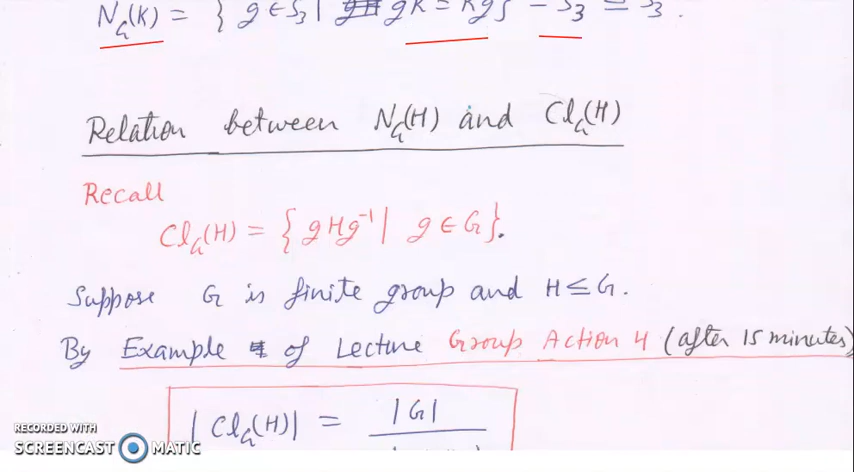 N_G(K) = { g ∈ S_3 | gK = Kg } = S_3 ≤ S_3.
Relation between N_G(H) and Cl_G(H)
Recall
Cl_G(H) = { gHg⁻¹ | g ∈ G }.
Suppose G is finite group and H ≤ G.
By Example of Lecture Group Action 4 (after 15 minutes)
| Cl_G(H) | = |G|
RECORDED WITH
SCREENCAST MATIC